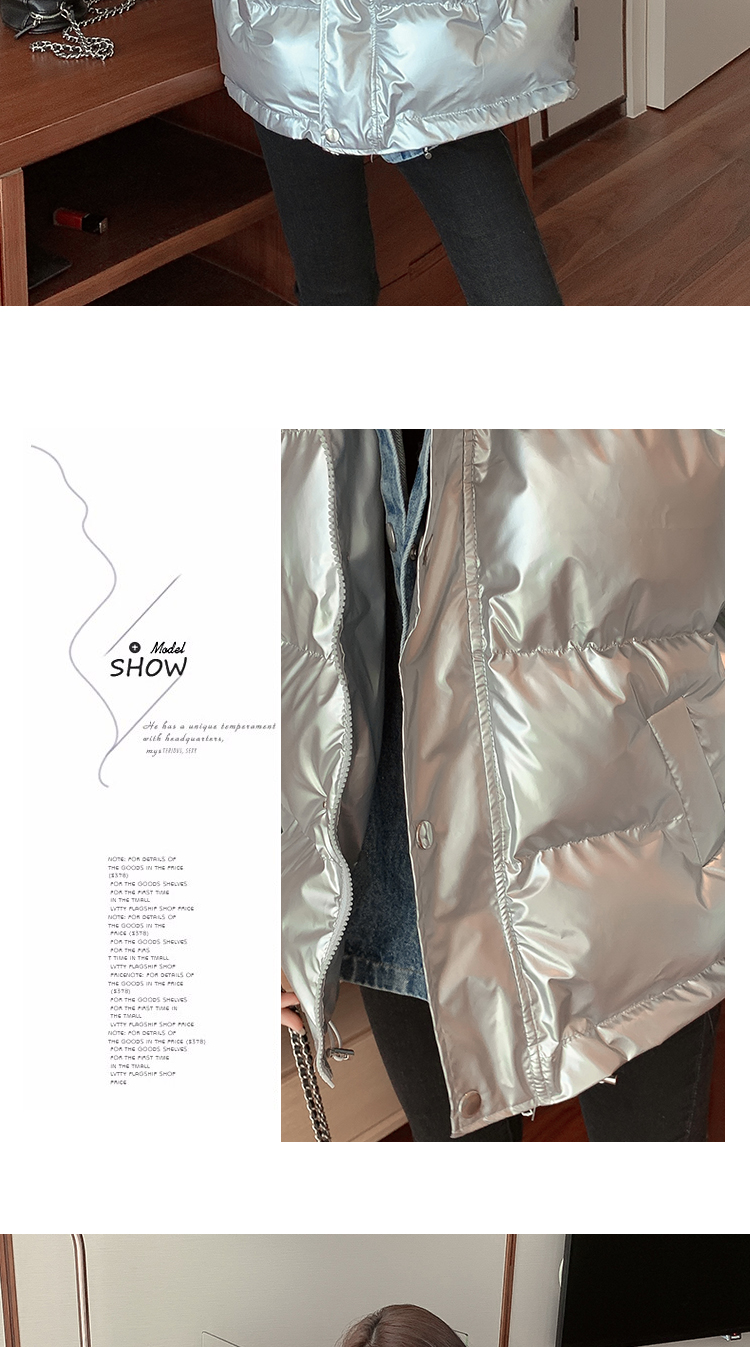 Model
SHOW
He has a unique temperament
with headquarters,
mysTERIOUS, SEXY
NOTE: FOR DETAILS OF
THE GOODS IN THE PRICE
($378)
FOR THE GOODS SHELVES
FOR THE FIRST TIME
IN THE TMALL
LVTTY FLAGSHIP SHOP PRICE
NOTE: FOR DETAILS OF
THE GOODS IN THE
PRICE ($378)
FOR THE GOODS SHELVES
FOR THE FIRS
T TIME IN THE TMALL
LVTTY FLAGSHIP SHOP
PRICENOTE: FOR DETAILS OF
THE GOODS IN THE PRICE
($378)
FOR THE GOODS SHELVES
FOR THE FIRST TIME IN
THE TMALL
LVTTY FLAGSHIP SHOP PRICE
NOTE: FOR DETAILS OF
THE GOODS IN THE PRICE ($378)
FOR THE GOODS SHELVES
FOR THE FIRST TIME
IN THE TMALL
LVTTY FLAGSHIP SHOP
PRICE